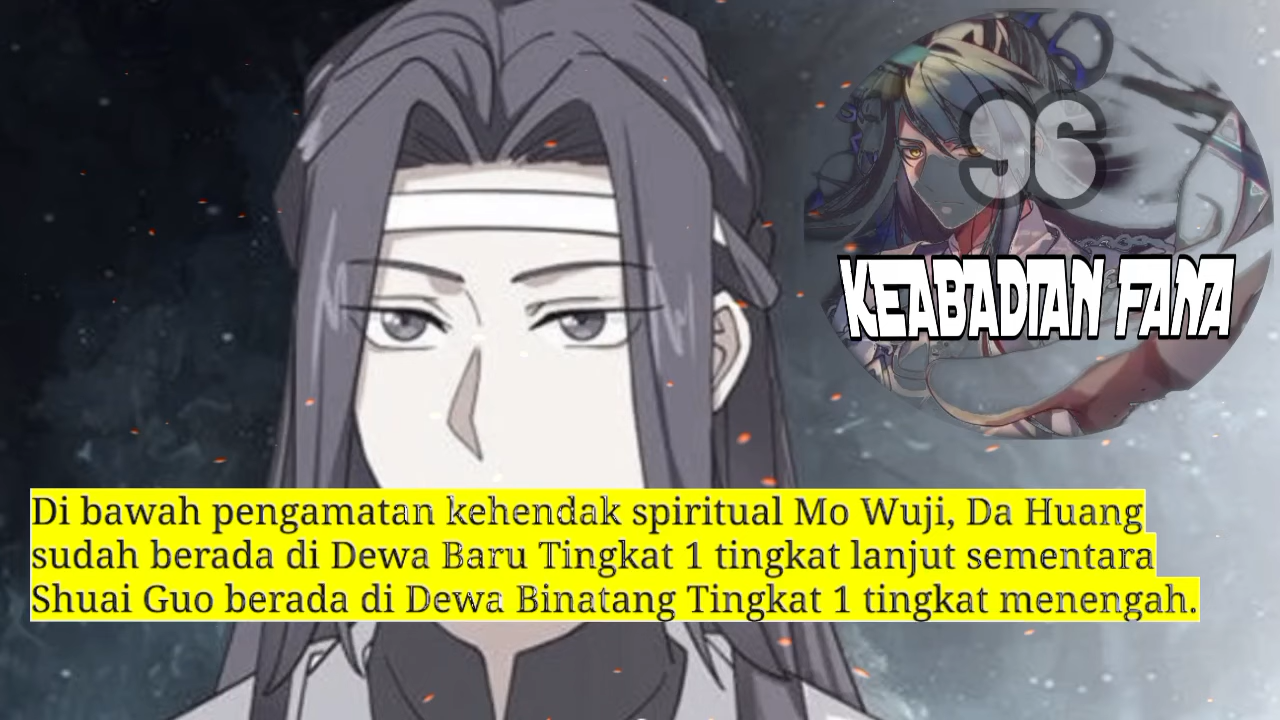 96
KEABADIAN FANA
Di bawah pengamatan kehendak spiritual Mo Wuji, Da Huang
sudah berada di Dewa Baru Tingkat 1 tingkat lanjut sementara
Shuai Guo berada di Dewa Binatang Tingkat 1 tingkat menengah.